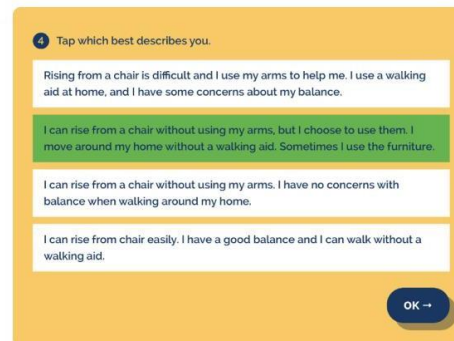 4 Tap which best describes you.
Rising from a chair is difficult and I use my arms to help me. I use a walking
aid at home, and I have some concerns about my balance.
I can rise from a chair without using my arms, but I choose to use them. I
move around my home without a walking aid. Sometimes I use the furniture.
I can rise from a chair without using my arms. I have no concerns with
balance when walking around my home.
I can rise from chair easily. I have a good balance and I can walk without a
walking aid.
OK →